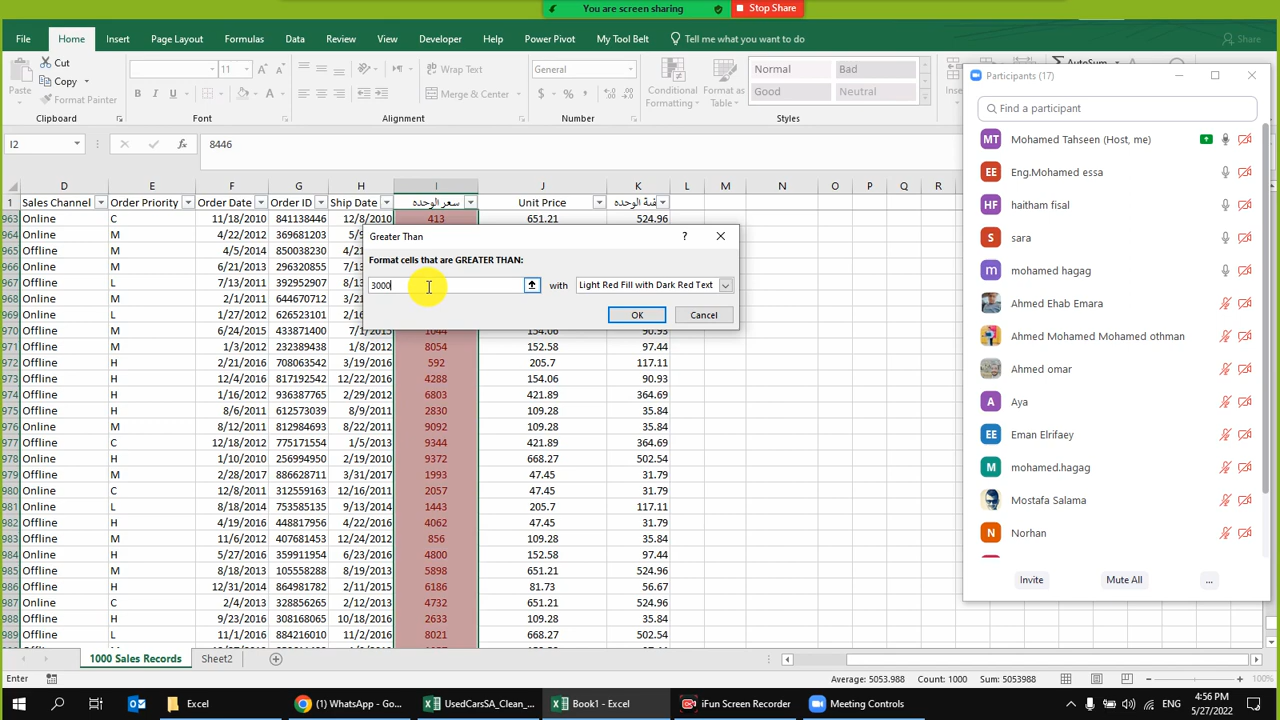 You are screen sharing
Stop Share
File Home Insert Page Layout Formulas Data Review View Developer Help Power Pivot My Tool Belt Tell me what you want to do Share
Cut
Copy
Format Painter
Paste
Clipboard
11
Font
Wrap Text
Merge & Center
Alignment
General
Number
Conditional Formatting
Format as Table
Normal Bad
Good Neutral
Styles
AutoSum
I2 8446
D E F G H I J K L M N O P Q R
1 Sales Channel Order Priority Order Date Order ID Ship Date سعر الوحده Unit Price
963 Online C 11/18/2010 841138446 12/8/2010 413 651.21 524.96
964 Online M 4/22/2012 369681203
965 Offline M 4/5/2014 850038230
966 Online M 6/21/2013 296320855
967 Offline L 7/13/2011 392952907
968 Online M 2/1/2011 644670712
969 Online L 1/27/2012 626523101
970 Offline M 6/24/2015 433871400 154.06 90.93
971 Offline M 1/3/2012 8054 152.58 97.44
972 Offline H 2/21/2010 708063542 3/19/2010 592 205.7 117.11
973 Offline H 12/4/2016 817192542 12/22/2016 4288 154.06 90.93
974 Offline H 1/16/2012 936387765 2/29/2012 6803 421.89 364.69
975 Offline H 8/6/2011 612573039 8/9/2011 2830 109.28 35.84
976 Online M 8/12/2011 912984693 8/22/2011 9092 109.28 35.84
977 Offline C 12/18/2012 775171554 1/5/2013 9344 421.89 364.69
978 Online H 1/10/2010 256994950 3/19/2010 9372 668.27 502.54
979 Offline M 2/28/2017 886628711 3/31/2017 1993 47.45 31.79
980 Online C 12/8/2011 312559163 12/16/2011 2057 47.45 31.79
981 Online L 8/18/2014 753585135 9/14/2014 1443 205.7 117.11
982 Offline H 4/19/2016 448817956 5/13/2016 4062 47.45 31.79
983 Offline M 11/6/2012 407681453 12/4/2012 856 109.28 35.84
984 Online H 5/27/2016 369911954 6/23/2016 4800 152.58 97.44
985 Offline M 8/18/2013 528558288 9/12/2013 5898 651.21 524.96
986 Offline H 12/31/2014 864981782 2/11/2015 6186 81.73 56.67
987 Online C 2/4/2013 328856265 2/12/2013 4732 651.21 524.96
988 Offline H 9/23/2016 308168065 10/18/2016 2633 109.28 35.84
989 Offline L 11/1/2016 884216010 11/2/2016 8021 668.27 502.54
Greater Than ?
Format cells that are GREATER THAN:
3000 with Light Red Fill with Dark Red Text
OK Cancel
Participants (17)
Find a participant
MT Mohamed Tahseen (Host, me)
EE Eng.Mohamed essa
HF haitham fisal
S sara
m mohamed hagag
Ahmed Ehab Emara
Ahmed Mohamed Mohamed othman
Ahmed omar
A Aya
EE Eman Elrifaey
M mohamed.hagag
Mostafa Salama
N Norhan
Invite Mute All ...
1000 Sales Records Sheet2
Enter Average: 5053.988 Count: 1000 Sum: 5053988 100%
Excel (1) WhatsApp - Go... UsedCarsSA_Clean_... Book1 - Excel iFun Screen Recorder Meeting Controls
ENG 4:56 PM
5/27/2022